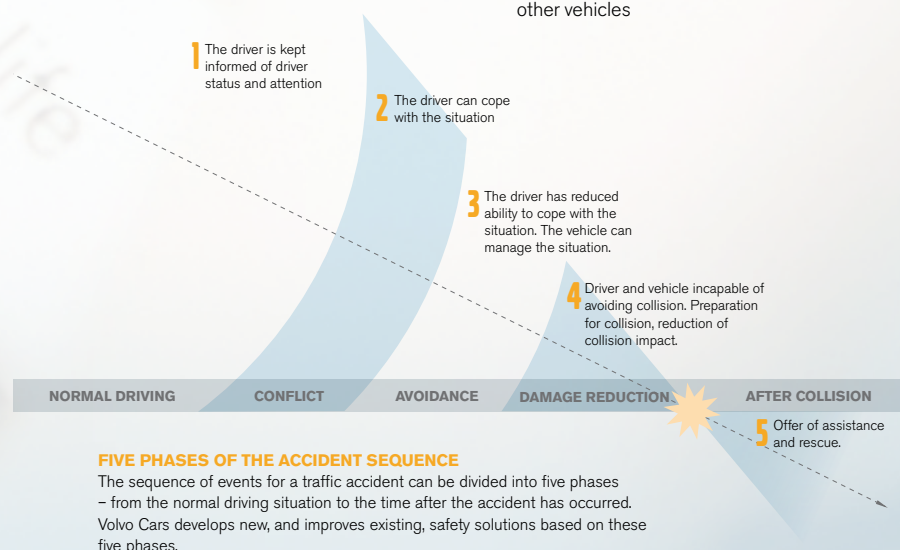 other vehicles
1 The driver is kept
informed of driver
status and attention
2 The driver can cope
with the situation
3 The driver has reduced
ability to cope with the
situation. The vehicle can
manage the situation.
4 Driver and vehicle incapable of
avoiding collision. Preparation
for collision, reduction of
collision impact.
NORMAL DRIVING CONFLICT AVOIDANCE DAMAGE REDUCTION AFTER COLLISION
5 Offer of assistance
and rescue.
FIVE PHASES OF THE ACCIDENT SEQUENCE
The sequence of events for a traffic accident can be divided into five phases
– from the normal driving situation to the time after the accident has occurred.
Volvo Cars develops new, and improves existing, safety solutions based on these
five phases.
life